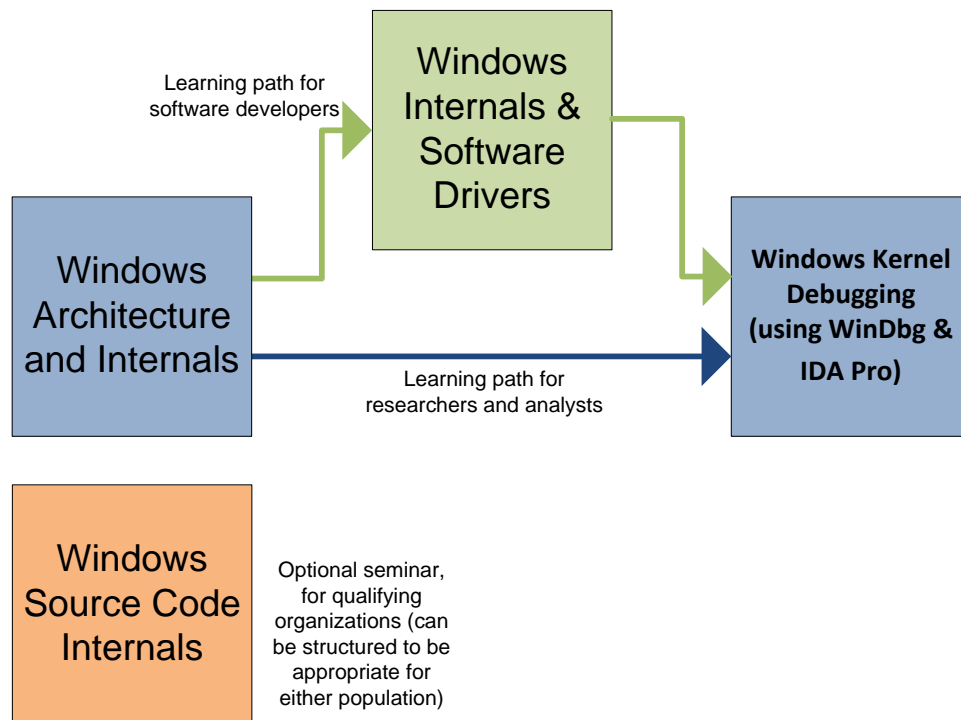 Learning path for
software developers
Windows
Internals &
Software
Drivers
Windows
Architecture
and Internals
Windows Kernel
Debugging
(using WinDbg &
IDA Pro)
Learning path for
researchers and analysts
Windows
Source Code
Internals
Optional seminar,
for qualifying
organizations (can
be structured to be
appropriate for
either population)